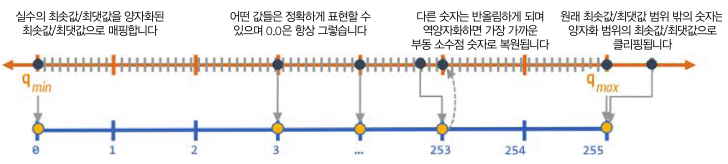 실수의 최솟값/최댓값을 양자화된
최솟값/최댓값으로 매핑합니다
어떤 값들은 정확하게 표현할 수
있으며 0.0은 항상 그렇습니다
다른 숫자는 반올림하게 되며
역양자화하면 가장 가까운
부동 소수점 숫자로 복원됩니다
원래 최솟값/최댓값 범위 밖의 숫자는
양자화 범위의 최솟값/최댓값으로
클리핑됩니다
qmin
qmax
0 1 2 3 ... 253 254 255